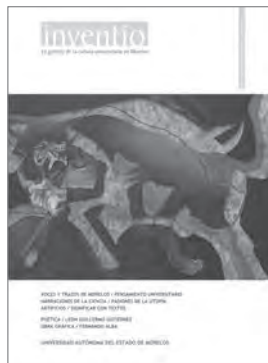 inventio
La génesis de la cultura universitaria en Morelos
VOCES Y TRAZOS DE MORELOS / PENSAMIENTO UNIVERSITARIO
NARRACIONES DE LA CIENCIA / PASIONES DE LA UTOPÍA
ARTIFICIOS / SIGNIFICAR CON TEXTOS
POÉTICA / LEÓN GUILLERMO GUTIÉRREZ
OBRA GRÁFICA / FERNANDO ALBA
UNIVERSIDAD AUTÓNOMA DEL ESTADO DE MORELOS